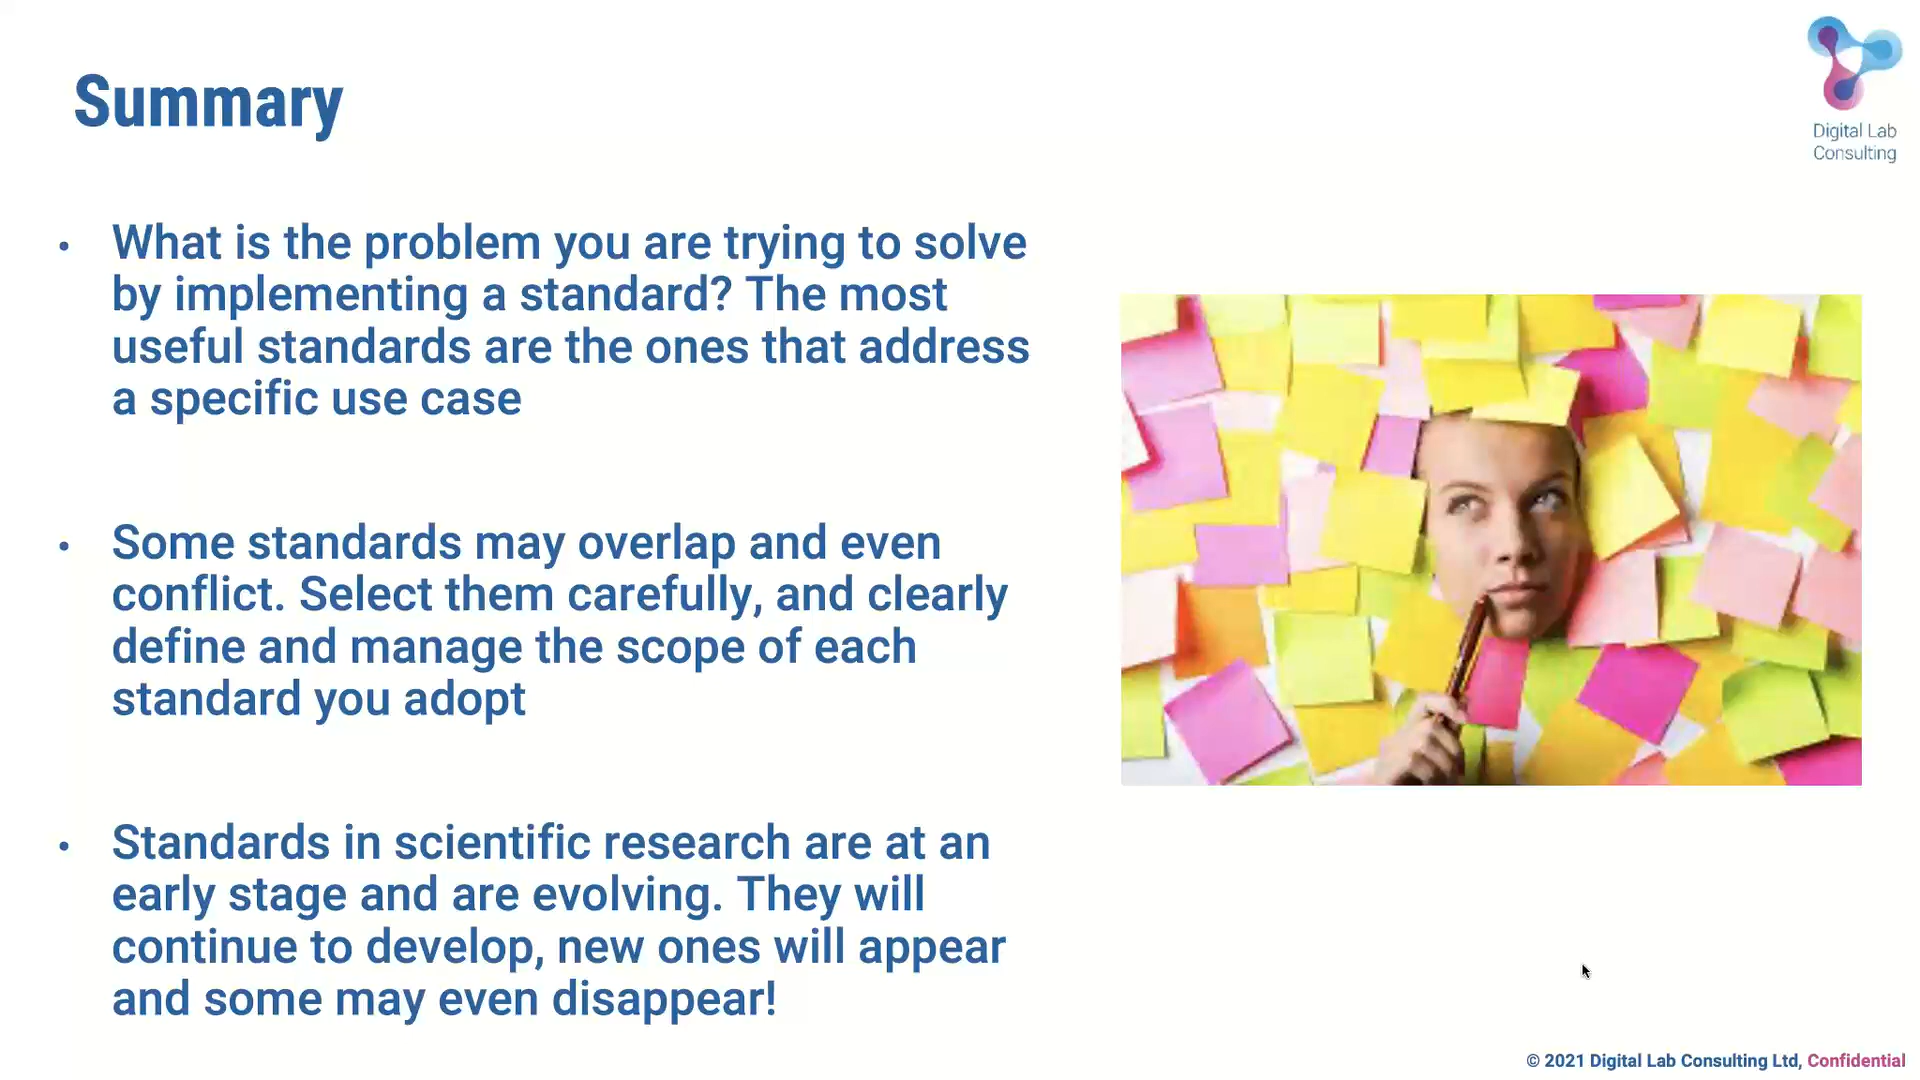 Summary
Digital Lab
Consulting
• What is the problem you are trying to solve
by implementing a standard? The most
useful standards are the ones that address
a specific use case
• Some standards may overlap and even
conflict. Select them carefully, and clearly
define and manage the scope of each
standard you adopt
• Standards in scientific research are at an
early stage and are evolving. They will
continue to develop, new ones will appear
and some may even disappear!
© 2021 Digital Lab Consulting Ltd, Confidential